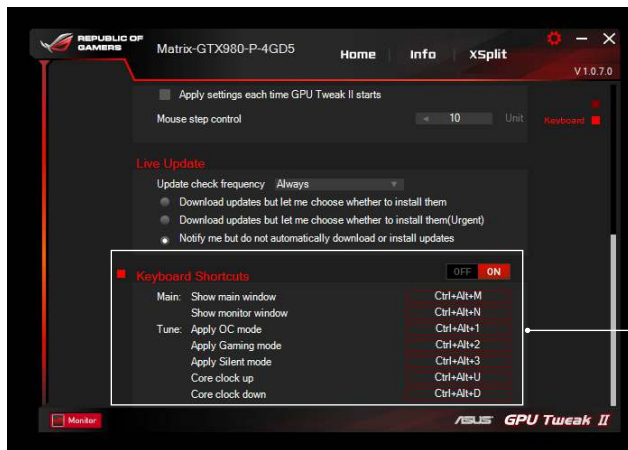 REPUBLIC OF
GAMERS
Matrix-GTX980-P-4GD5
Home Info XSplit
V1.0.7.0
Apply settings each time GPU Tweak II starts
Mouse step control 10 Unit
Keyboard
Live Update
Update check frequency Always
Download updates but let me choose whether to install them
Download updates but let me choose whether to install them(Urgent)
Notify me but do not automatically download or install updates
Keyboard Shortcuts OFF ON
Main: Show main window Ctrl+Alt+M
Show monitor window Ctrl+Alt+N
Tune: Apply OC mode Ctrl+Alt+1
Apply Gaming mode Ctrl+Alt+2
Apply Silent mode Ctrl+Alt+3
Core clock up Ctrl+Alt+U
Core clock down Ctrl+Alt+D
Monitor
ASUS GPU Tweak II